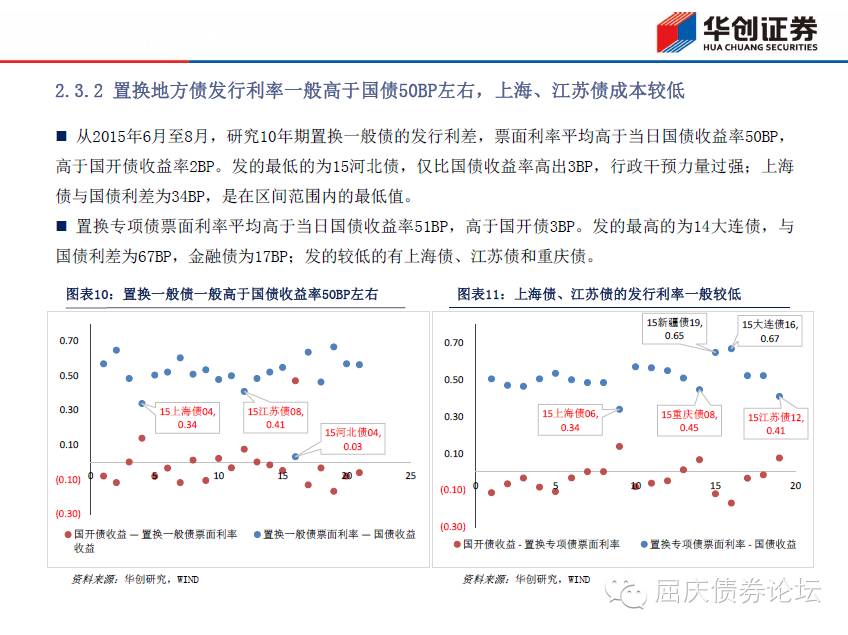 华创证券
HUA CHUANG SECURITIES
2.3.2 置换地方债发行利率一般高于国债50BP左右，上海、江苏债成本较低
■ 从2015年6月至8月，研究10年期置换一般债的发行利差，票面利率平均高于当日国债收益率50BP，
高于国开债收益率2BP。发的最低的为15河北债，仅比国债收益率高出3BP，行政干预力量过强；上海
债与国债利差为34BP，是在区间范围内的最低值。
■ 置换专项债票面利率平均高于当日国债收益率51BP，高于国开债3BP。发的最高的为14大连债，与
国债利差为67BP，金融债为17BP；发的较低的有上海债、江苏债和重庆债。
图表10：置换一般债一般高于国债收益率50BP左右
0.70
0.50
0.30
0.10
(0.10)
(0.30)
0 5 10 15 20 25
15上海债04,
0.34
15江苏债08,
0.41
15河北债04,
0.03
国开债收益 — 置换一般债票面利率
收益
置换一般债票面利率 — 国债收益
资料来源：华创研究，WIND
图表11：上海债、江苏债的发行利率一般较低
0.70
0.50
0.30
0.10
(0.10)
(0.30)
0 5 10 15 20
15新疆债19,
0.65
15大连债16,
0.67
15上海债06,
0.34
15重庆债08,
0.45
15江苏债12,
0.41
国开债收益 - 置换专项债票面利率
置换专项债票面利率 - 国债收益
资料来源：华创研究，WIND
屈庆债券论坛